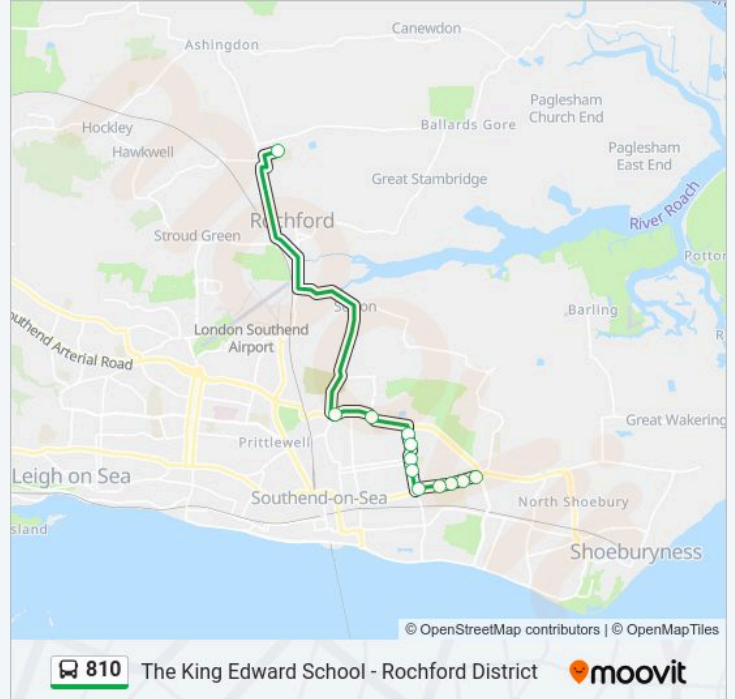 Canewdon
Ashingdon
Paglesham
Church End
Ballards Gore
Hockley
Hawkwell
Paglesham
East End
Great Stambridge
River Roach
Rochford
Stroud Green
Potton
Barling
London Southend
Airport
outhend Arterial Road
Great Wakering
Prittlewell
Leigh on Sea
Southend-on-Sea
North Shoebury
sland
Shoeburyness
© OpenStreetMap contributors | © OpenMapTiles
810 The King Edward School - Rochford District
moovit